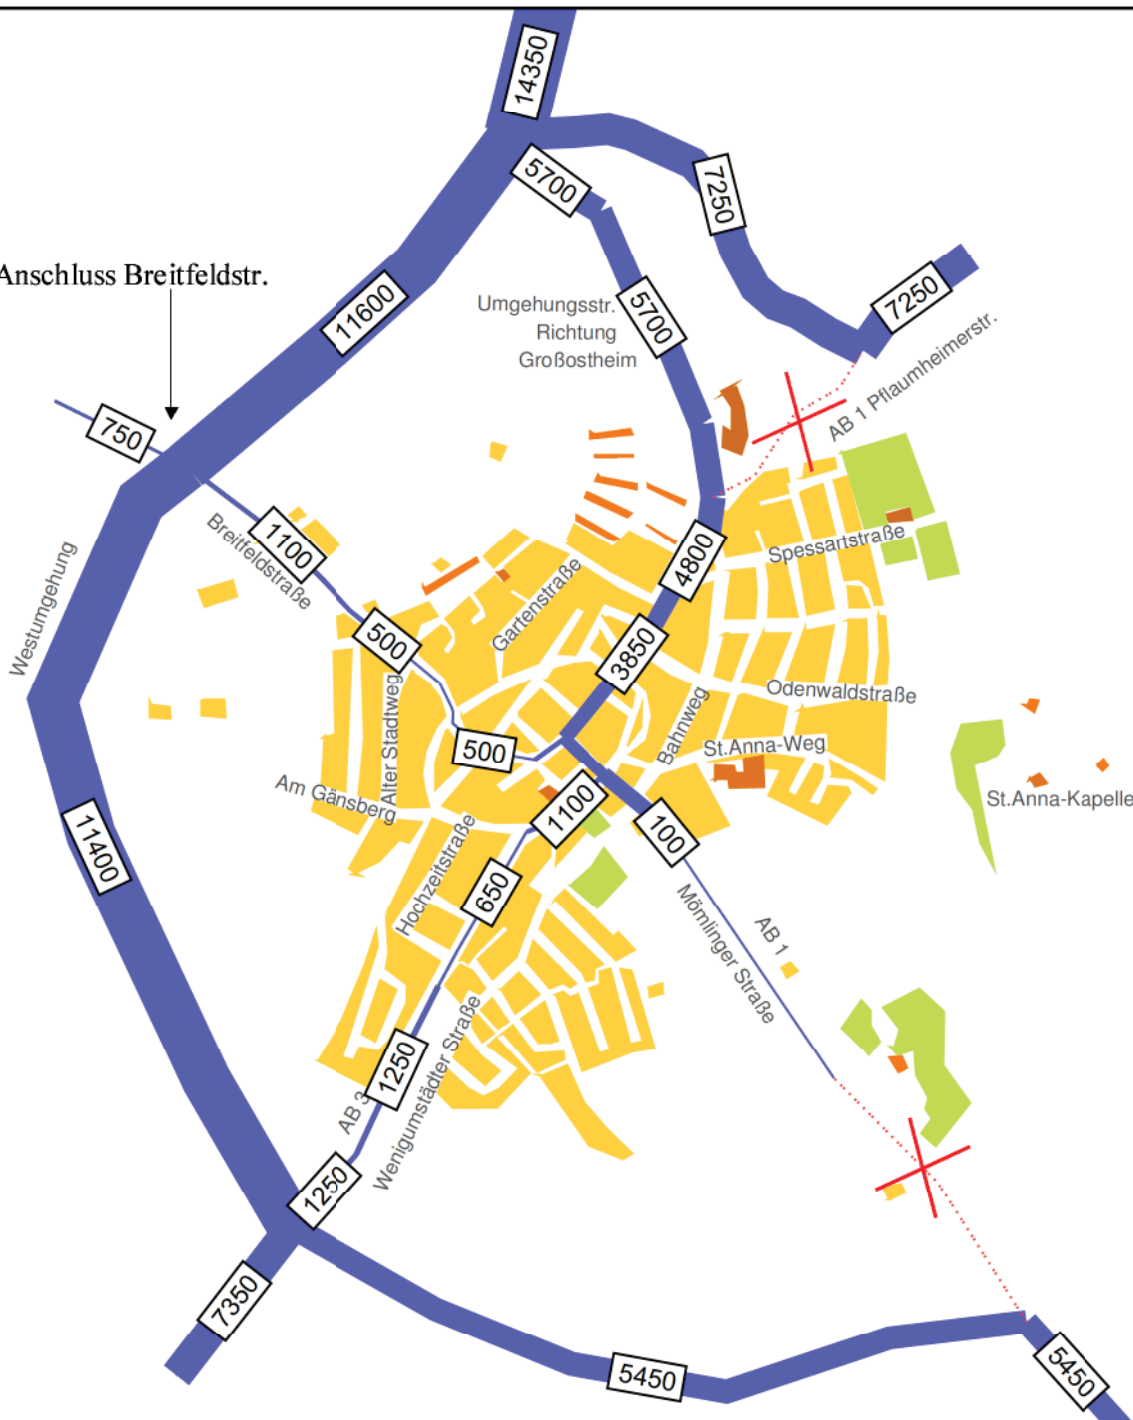 14350
5700
7250
Anschluss Breitfeldstr.
11600
7250
Umgehungsstr.
Richtung
Großostheim
5700
AB 1 Pflaumheimerstr.
750
1100
Breitfeldstraße
4800
Spessartstraße
Westumgehung
500
Gartenstraße
3850
Odenwaldstraße
Alter Stadtweg
500
Bahnweg
St.Anna-Weg
Am Gänsberg
1100
100
St.Anna-Kapelle
11400
Hochzeitstraße
650
Mömlinger Straße
AB 1
1250
AB 3
Wenigumstädter Straße
1250
7350
5450
5450